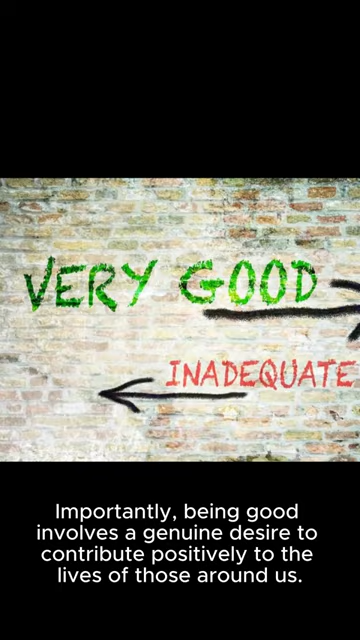 VERY GOOD
INADEQUATE
Importantly, being good
involves a genuine desire to
contribute positively to the
lives of those around us.